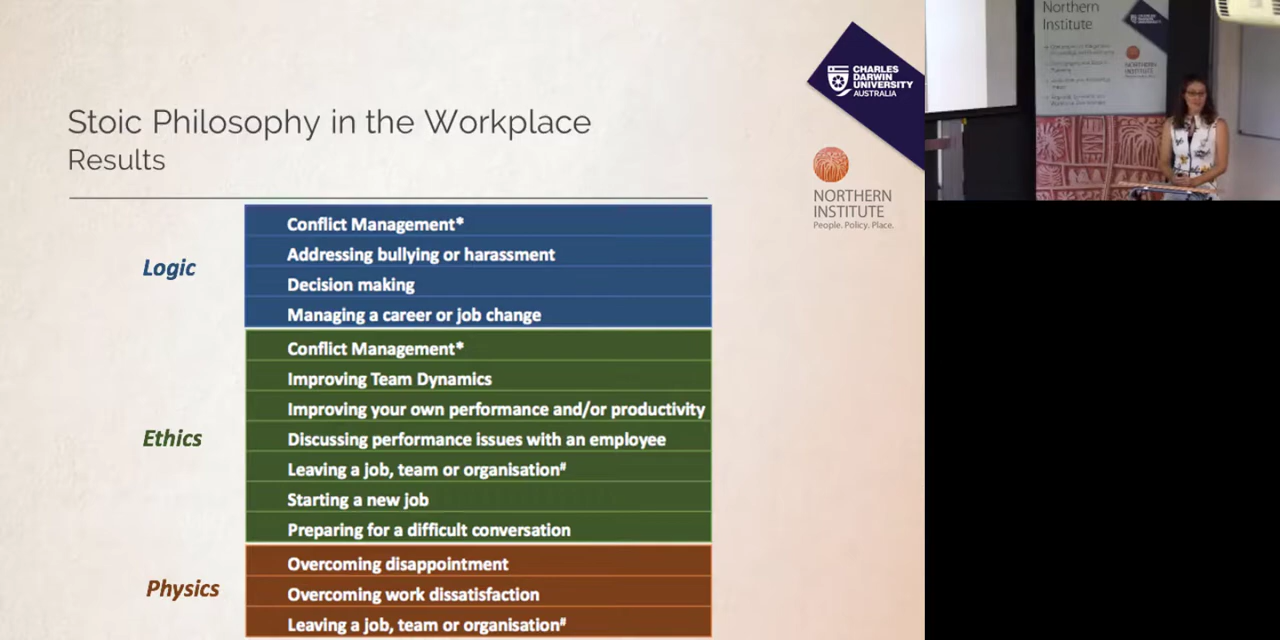 Stoic Philosophy in the Workplace
Results
CHARLES
DARWIN
UNIVERSITY
AUSTRALIA
NORTHERN
INSTITUTE
People. Policy. Place.
Logic
Conflict Management*
Addressing bullying or harassment
Decision making
Managing a career or job change
Ethics
Conflict Management*
Improving Team Dynamics
Improving your own performance and/or productivity
Discussing performance issues with an employee
Leaving a job, team or organisation#
Starting a new job
Preparing for a difficult conversation
Physics
Overcoming disappointment
Overcoming work dissatisfaction
Leaving a job, team or organisation#
Northern
Institute
NORTHERN
INSTITUTE